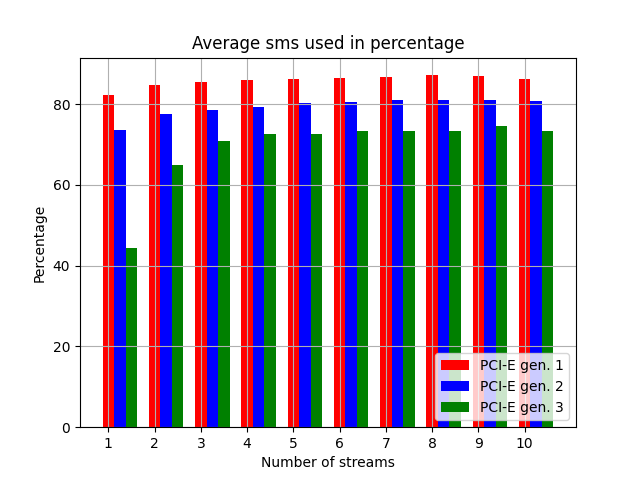 Average sms used in percentage
Percentage
80
60
40
20
0
1 2 3 4 5 6 7 8 9 10
Number of streams
PCI-E gen. 1
PCI-E gen. 2
PCI-E gen. 3